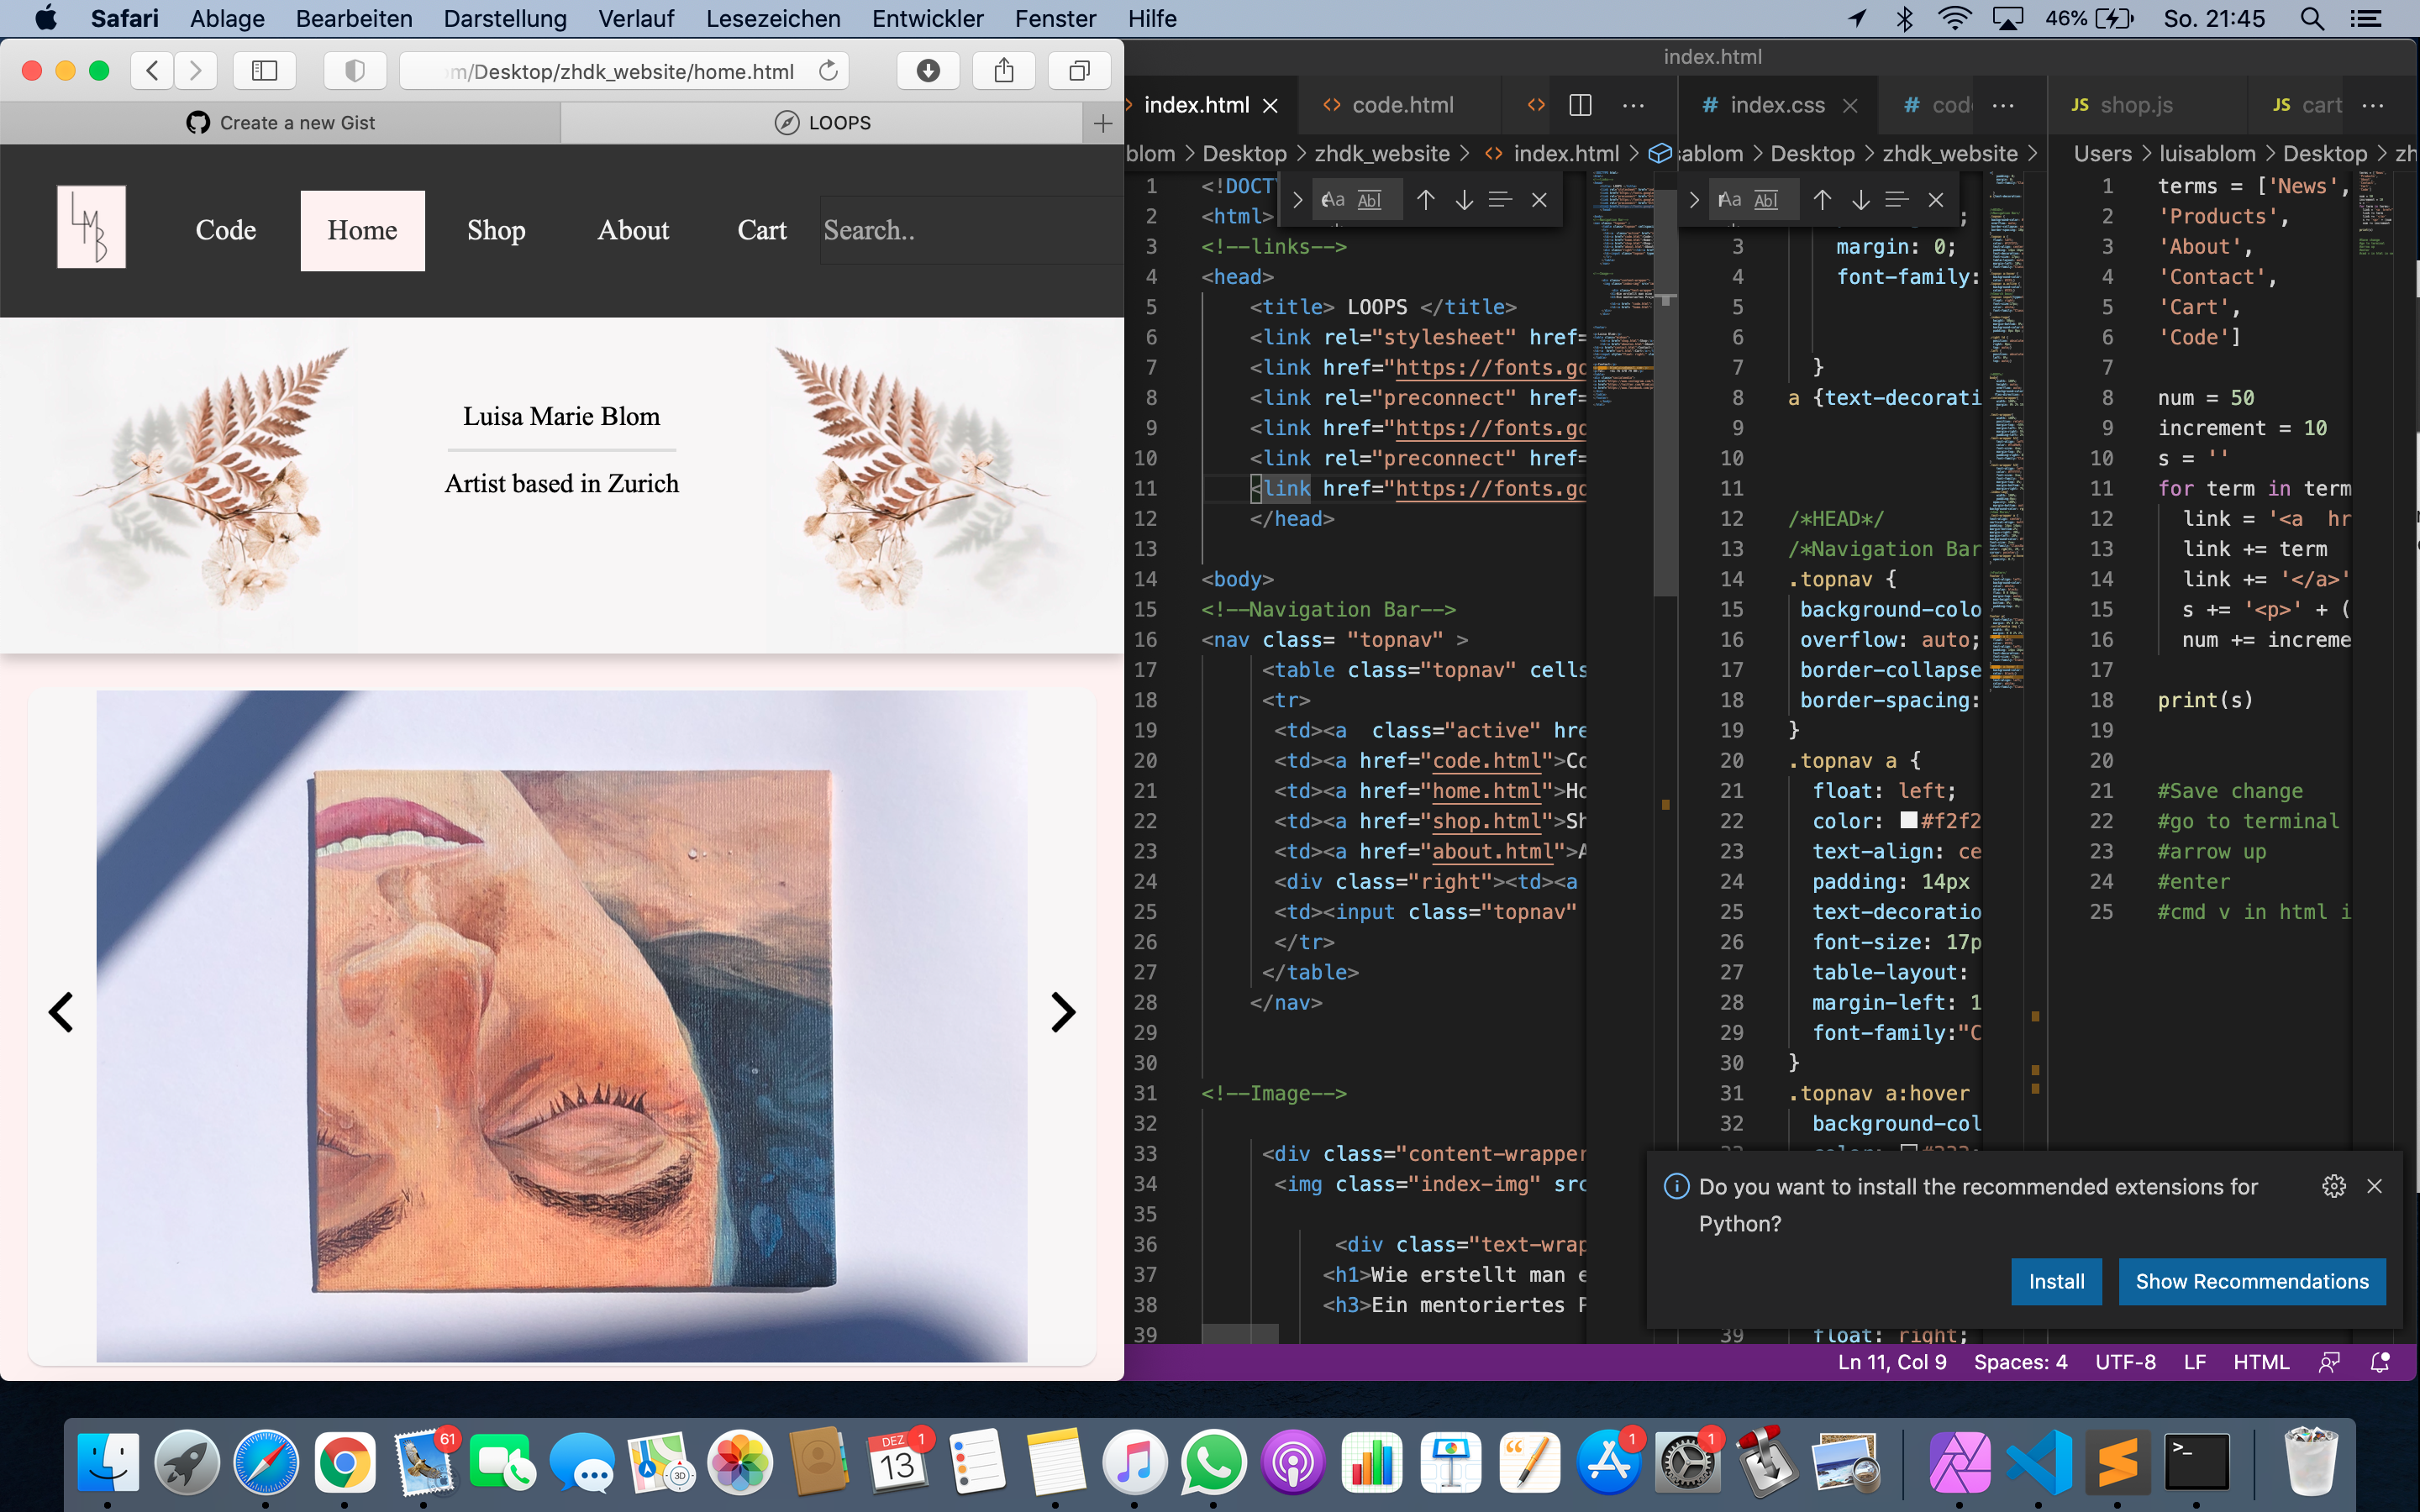 Safari Ablage Bearbeiten Darstellung Verlauf Lesezeichen Entwickler Fenster Hilfe 46% So. 21:45
m/Desktop/zhdk_website/home.html
Create a new Gist
LOOPS
LMB
Code Home Shop About Cart Search..
Luisa Marie Blom
Artist based in Zurich
index.html
index.html code.html
blom > Desktop > zhdk_website > index.html >
Aa Abl
1 <!DOCT
2 <html>
3 <!--links-->
4 <head>
5 <title> LOOPS </title>
6 <link rel="stylesheet" href=
7 <link href="https://fonts.go
8 <link rel="preconnect" href=
9 <link href="https://fonts.go
10 <link rel="preconnect" href=
11 <link href="https://fonts.go
12 </head>
13
14 <body>
15 <!--Navigation Bar-->
16 <nav class= "topnav" >
17 <table class="topnav" cells
18 <tr>
19 <td><a  class="active" hre
20 <td><a href="code.html">Co
21 <td><a href="home.html">Ho
22 <td><a href="shop.html">Sh
23 <td><a href="about.html">A
24 <div class="right"><td><a
25 <td><input class="topnav"
26 </tr>
27 </table>
28 </nav>
29
30
31 <!--Image-->
32
33 <div class="content-wrapper
34 <img class="index-img" src
35
36 <div class="text-wrap
37 <h1>Wie erstellt man e
38 <h3>Ein mentoriertes P
39
# index.css # cod
sablom > Desktop > zhdk_website >
Aa Abl
3 margin: 0;
4 font-family:
5
6
7 }
8 a {text-decorati
9
10
11
12 /*HEAD*/
13 /*Navigation Bar
14 .topnav {
15 background-colo
16 overflow: auto;
17 border-collapse
18 border-spacing:
19 }
20 .topnav a {
21 float: left;
22 color: #f2f2
23 text-align: ce
24 padding: 14px
25 text-decoratio
26 font-size: 17p
27 table-layout:
28 margin-left: 1
29 font-family:"C
30 }
31 .topnav a:hover
32 background-col
39 float: right;
JS shop.js JS cart
Users > luisablom > Desktop > zh
1 terms = ['News',
2 'Products',
3 'About',
4 'Contact',
5 'Cart',
6 'Code']
7
8 num = 50
9 increment = 10
10 s = ''
11 for term in term
12 link = '<a  hr
13 link += term
14 link += '</a>'
15 s += '<p>' + (
16 num += increme
17
18 print(s)
19
20
21 #Save change
22 #go to terminal
23 #arrow up
24 #enter
25 #cmd v in html i
Do you want to install the recommended extensions for
Python?
Install Show Recommendations
Ln 11, Col 9 Spaces: 4 UTF-8 LF HTML
61
DEZ
13
1
3D
1
1
>_